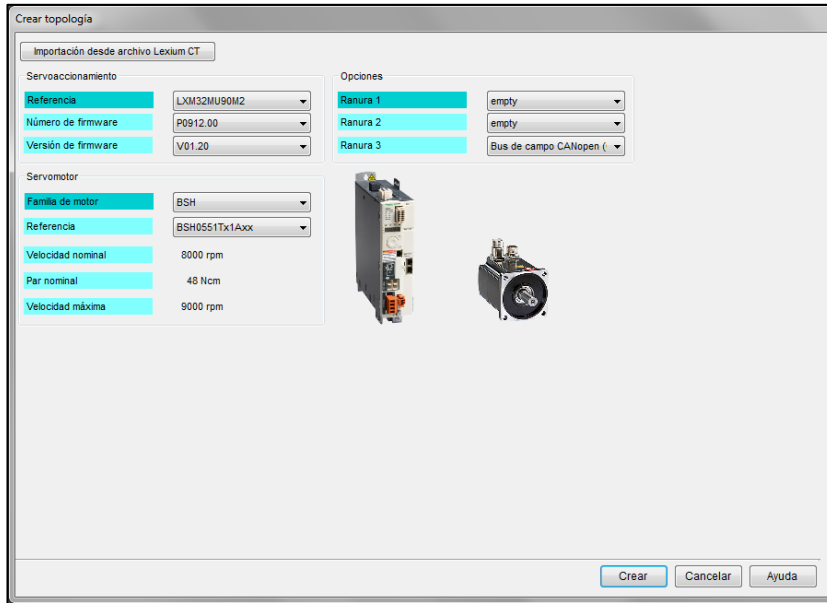 Crear topología
Importación desde archivo Lexium CT
Servoaccionamiento
Referencia LXM32MU90M2
Número de firmware P0912.00
Versión de firmware V01.20
Opciones
Ranura 1 empty
Ranura 2 empty
Ranura 3 Bus de campo CANopen (
Servomotor
Familia de motor BSH
Referencia BSH0551Tx1Axx
Velocidad nominal 8000 rpm
Par nominal 48 Ncm
Velocidad máxima 9000 rpm
Crear Cancelar Ayuda